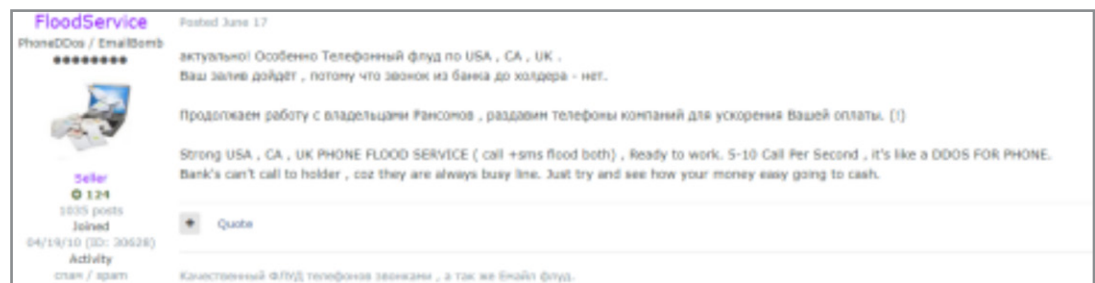 FloodService
PhoneDDos / EmailBomb
Seller
124
1035 posts
Joined
04/19/10 (ID: 30628)
Activity
спам / spam
Posted June 17
актуально! Особенно Телефонный флуд по USA , CA , UK .
Ваш залив дойдёт , потому что звонок из банка до холдера - нет.
Продолжаем работу с владельцами Рансомов , раздавим телефоны компаний для ускорения Вашей оплаты. (!)
Strong USA , CA , UK PHONE FLOOD SERVICE ( call +sms flood both) , Ready to work. 5-10 Call Per Second , it's like a DDOS FOR PHONE.
Bank's can't call to holder , coz they are always busy line. Just try and see how your money easy going to cash.
+ Quote
Качественный ФЛУД телефонов звонками , а так же Емайл флуд.